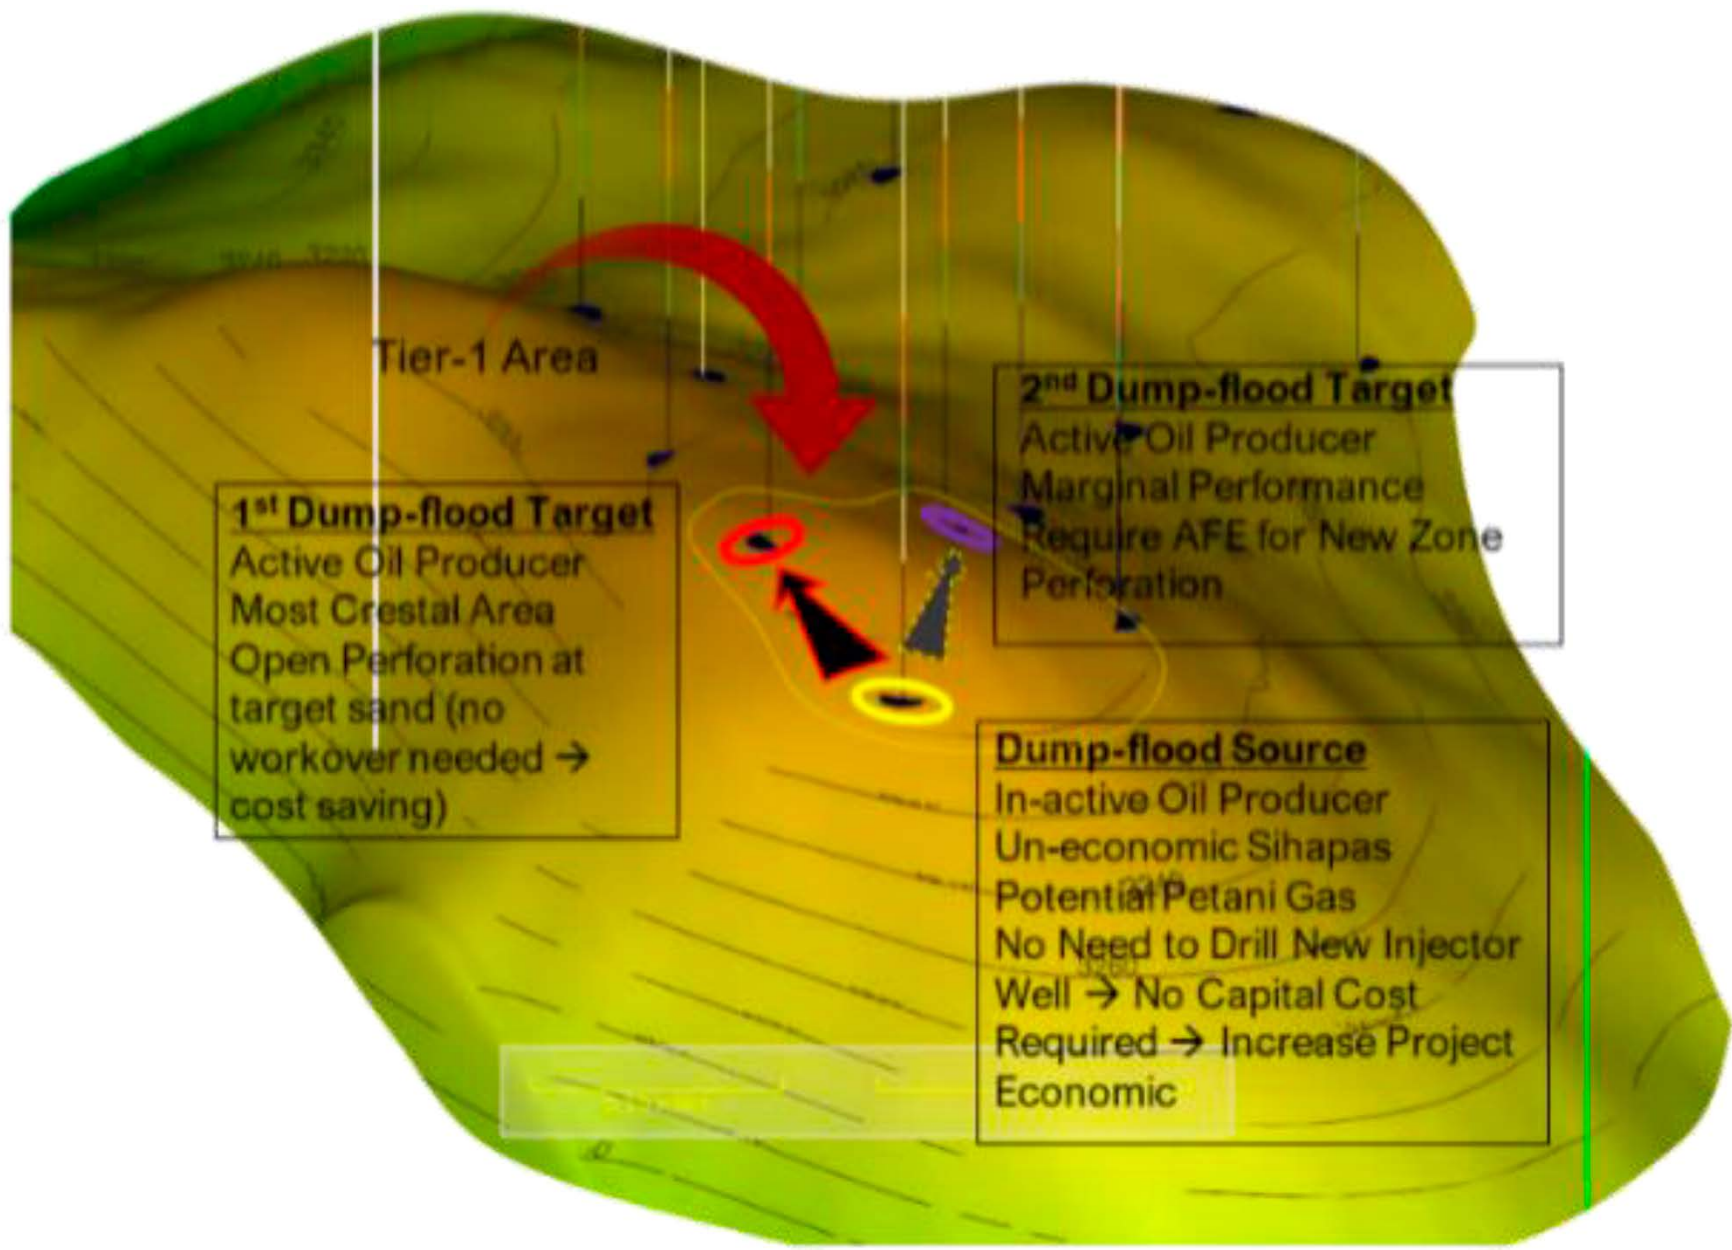 3240 3220
Tier-1 Area
1st Dump-flood Target
Active Oil Producer
Most Crestal Area
Open Perforation at
target sand (no
workover needed →
cost saving)
2nd Dump-flood Target
Active Oil Producer
Marginal Performance
Require AFE for New Zone
Perforation
Dump-flood Source
In-active Oil Producer
Un-economic Sihapas
Potential Petani Gas
No Need to Drill New Injector
Well → No Capital Cost
Required → Increase Project
Economic
3260